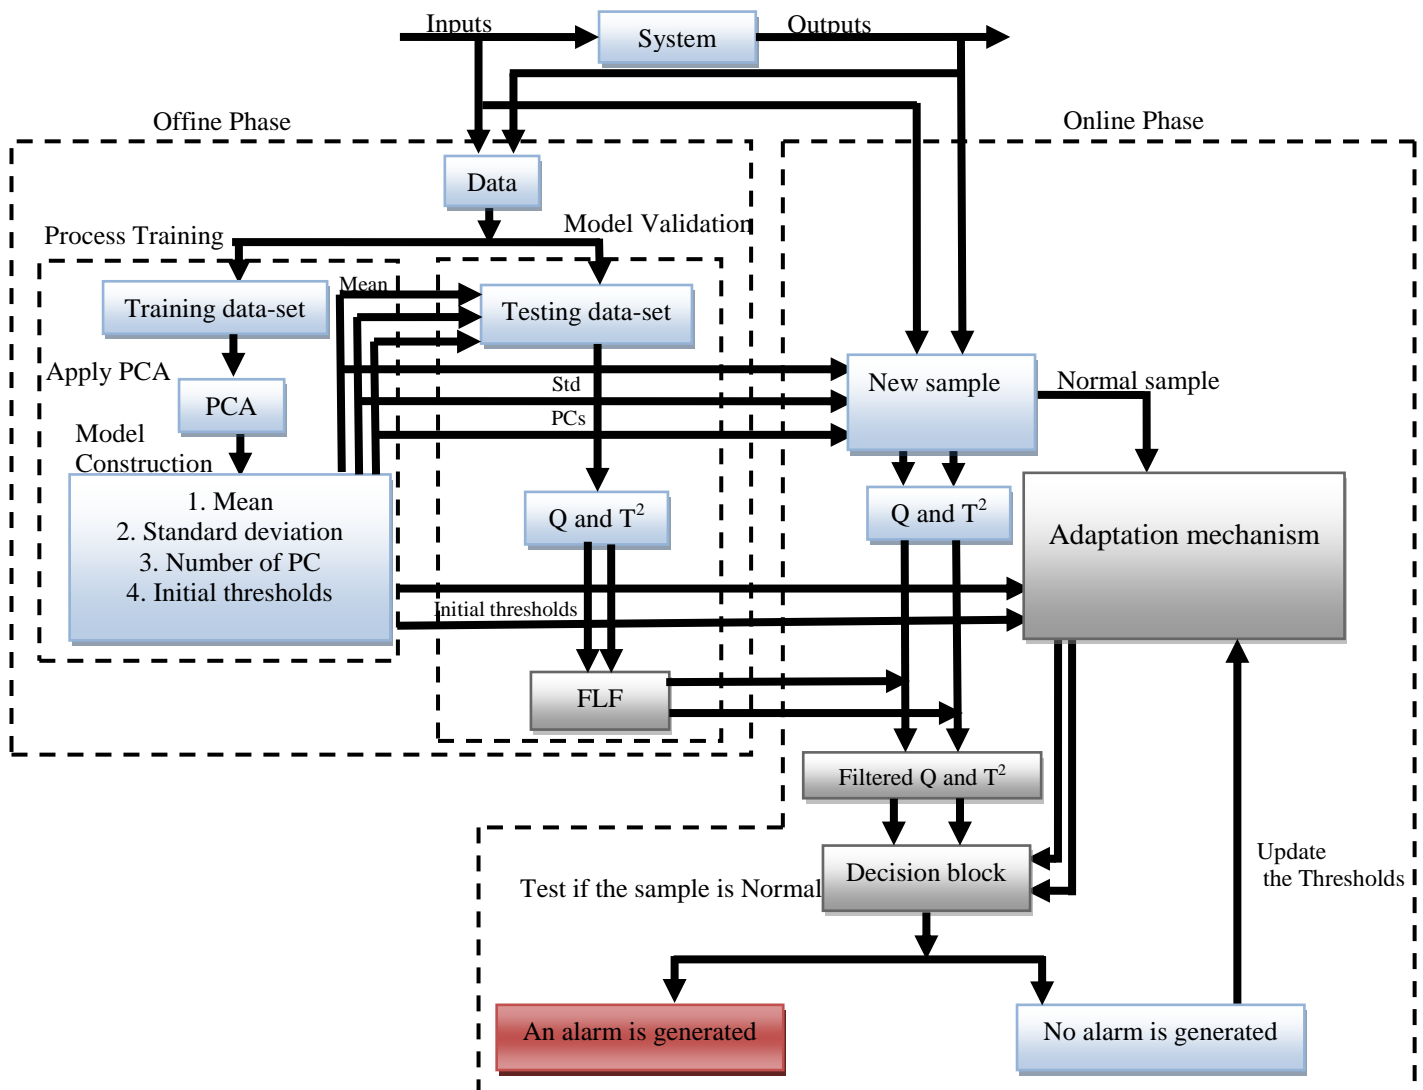 Inputs
System
Outputs
Offine Phase
Online Phase
Data
Model Validation
Process Training
Mean
Training data-set
Testing data-set
Apply PCA
Std
New sample
Normal sample
PCA
PCs
Model
Construction
1. Mean
2. Standard deviation
3. Number of PC
4. Initial thresholds
Q and T²
Q and T²
Adaptation mechanism
Initial thresholds
FLF
Filtered Q and T²
Decision block
Test if the sample is Normal
Update
the Thresholds
An alarm is generated
No alarm is generated